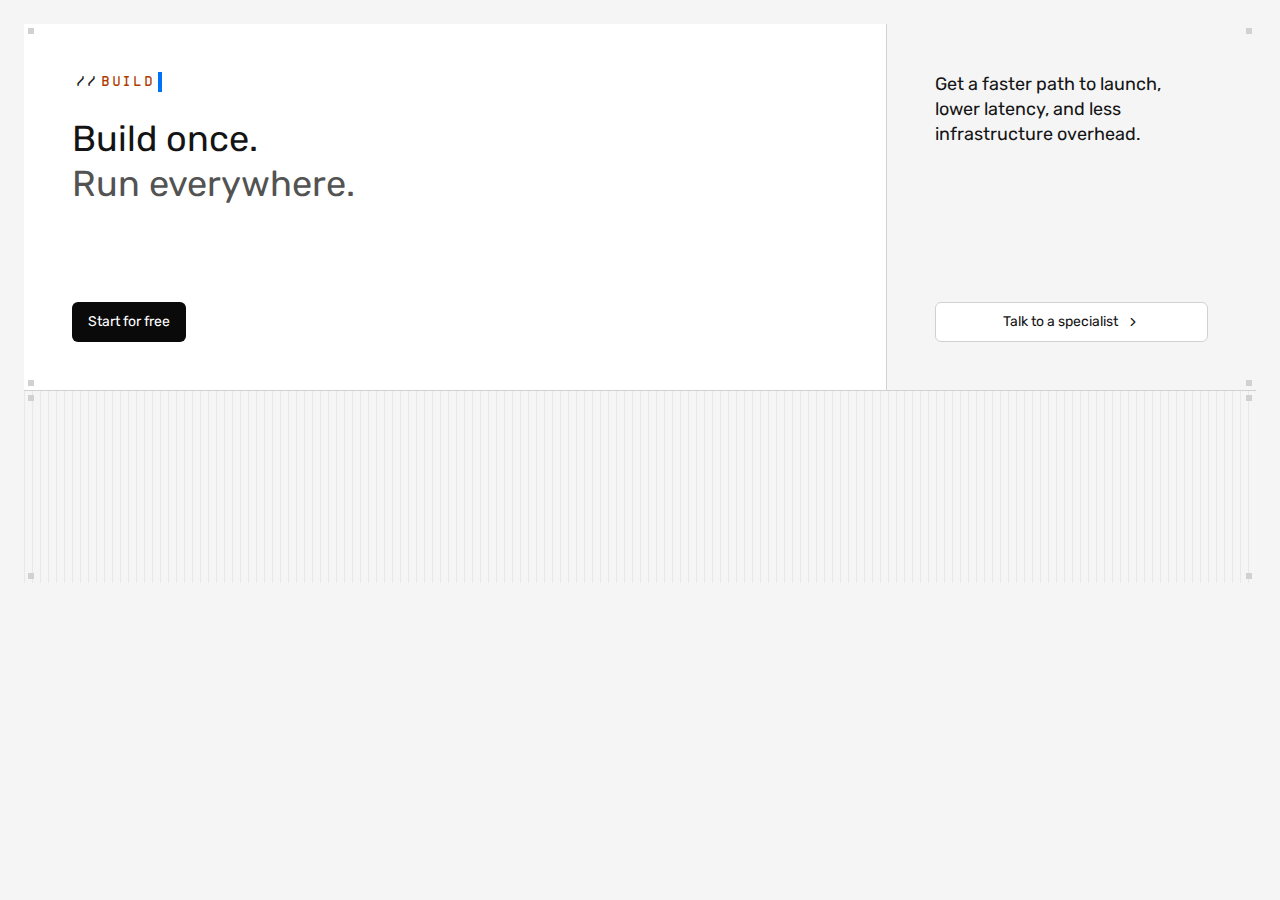 // BUILD
Build once.
Run everywhere.
Start for free
Get a faster path to launch,
lower latency, and less
infrastructure overhead.
Talk to a specialist